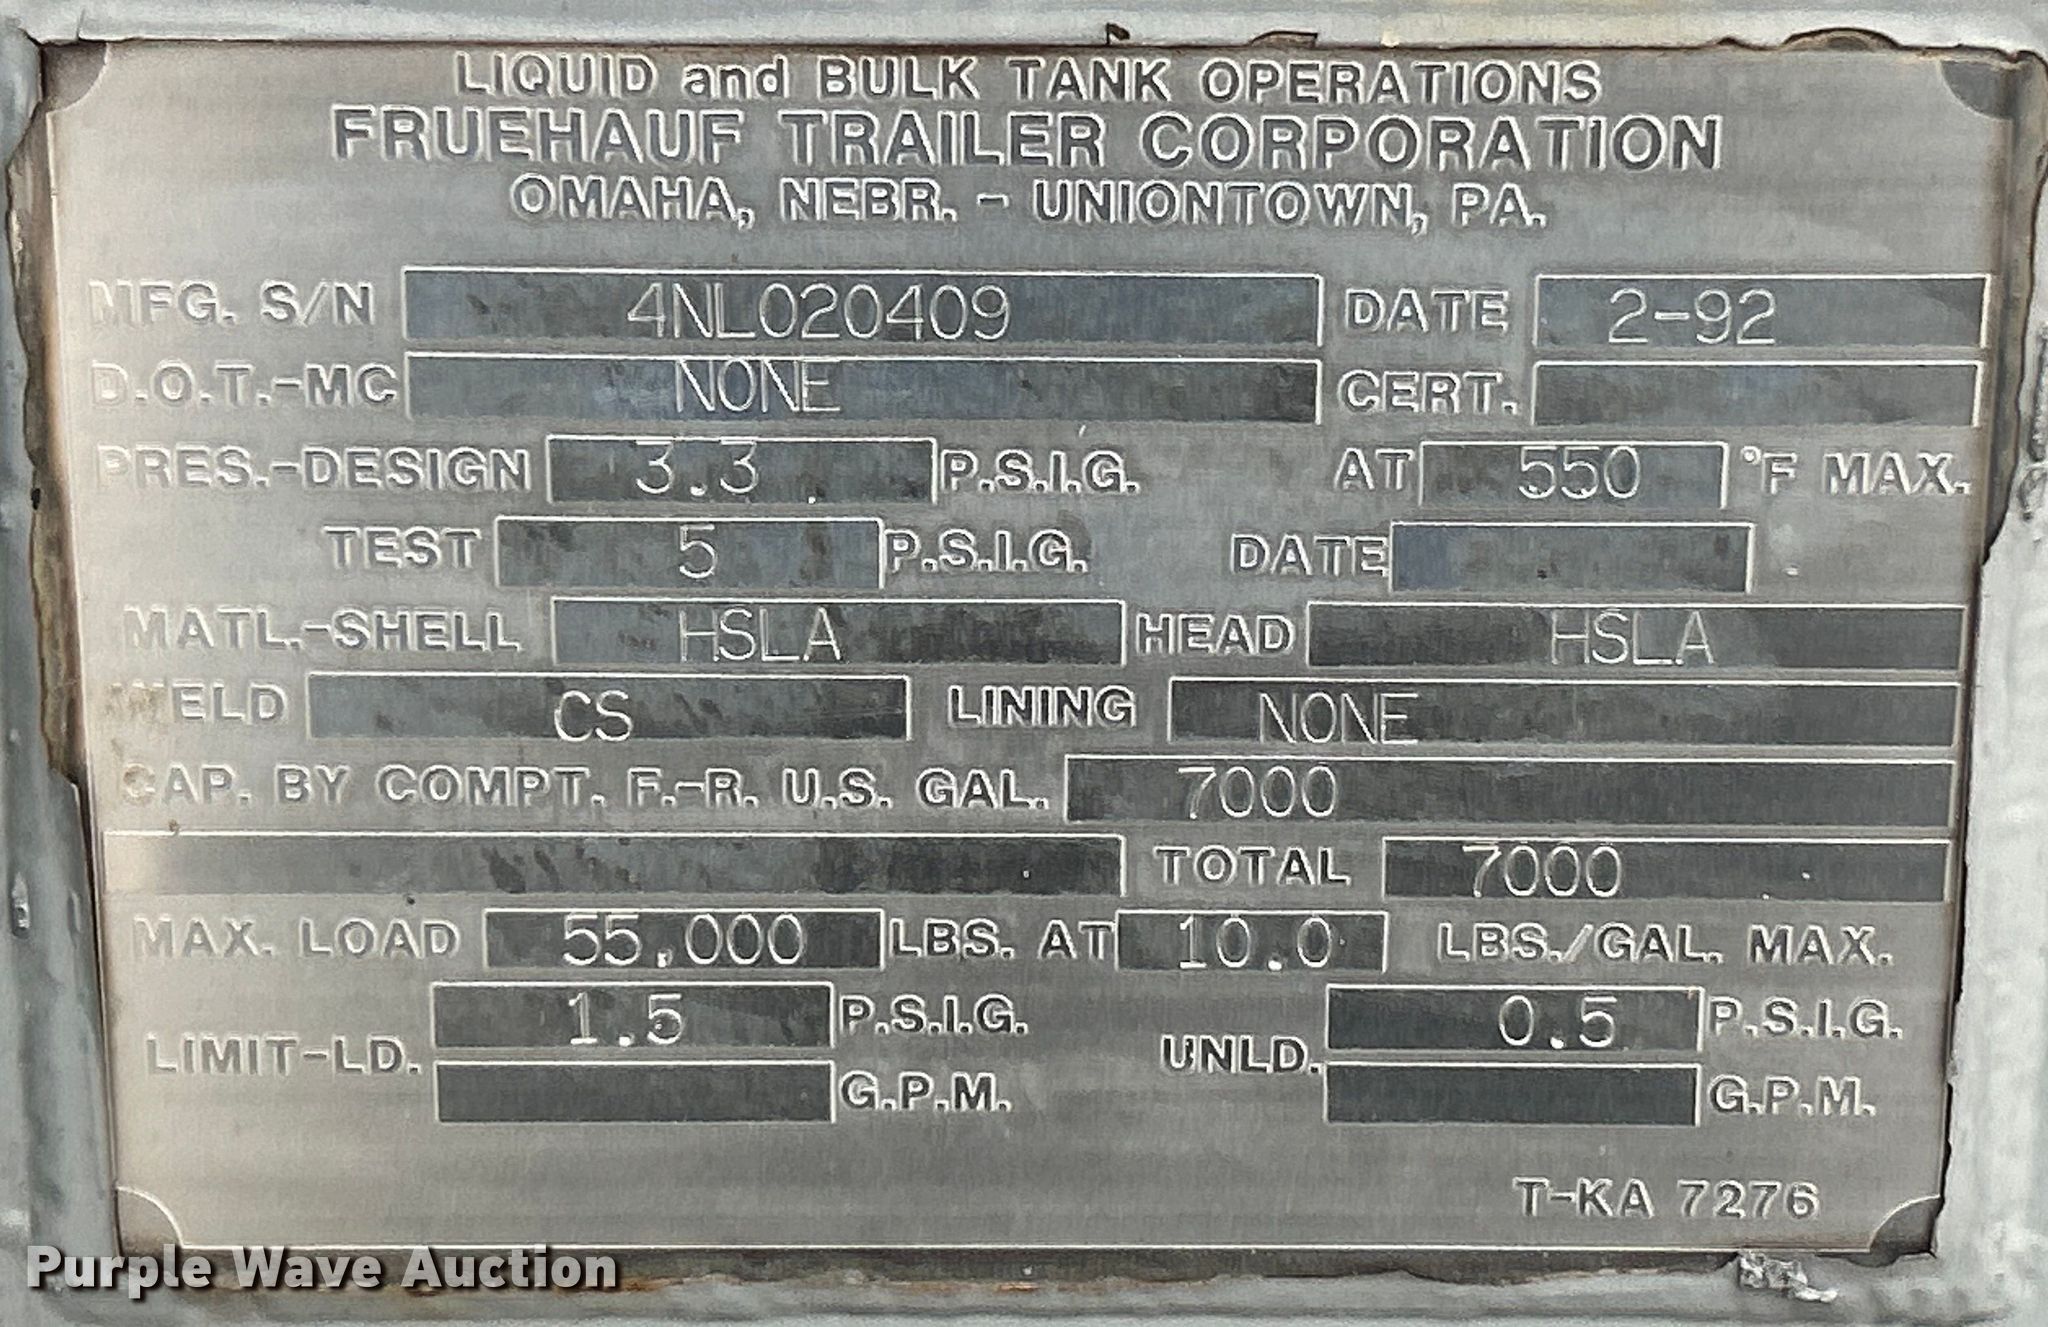 LIQUID and BULK TANK OPERATIONS
FRUEHAUF TRAILER CORPORATION
OMAHA, NEBR. - UNIONTOWN, PA.
MFG. S/N 4NL020409 DATE 2-92
D.O.T.-MC NONE CERT.
PRES.-DESIGN 3.3 P.S.I.G. AT 550 °F MAX.
TEST 5 P.S.I.G. DATE
MATL.-SHELL HSLA HEAD HSLA
WELD CS LINING NONE
CAP. BY COMPT. F.-R. U.S. GAL. 7000
TOTAL 7000
MAX. LOAD 55,000 LBS. AT 10.0 LBS./GAL. MAX.
LIMIT-LD. 1.5 P.S.I.G. UNLD. 0.5 P.S.I.G.
G.P.M. G.P.M.
T-KA 7276
Purple Wave Auction